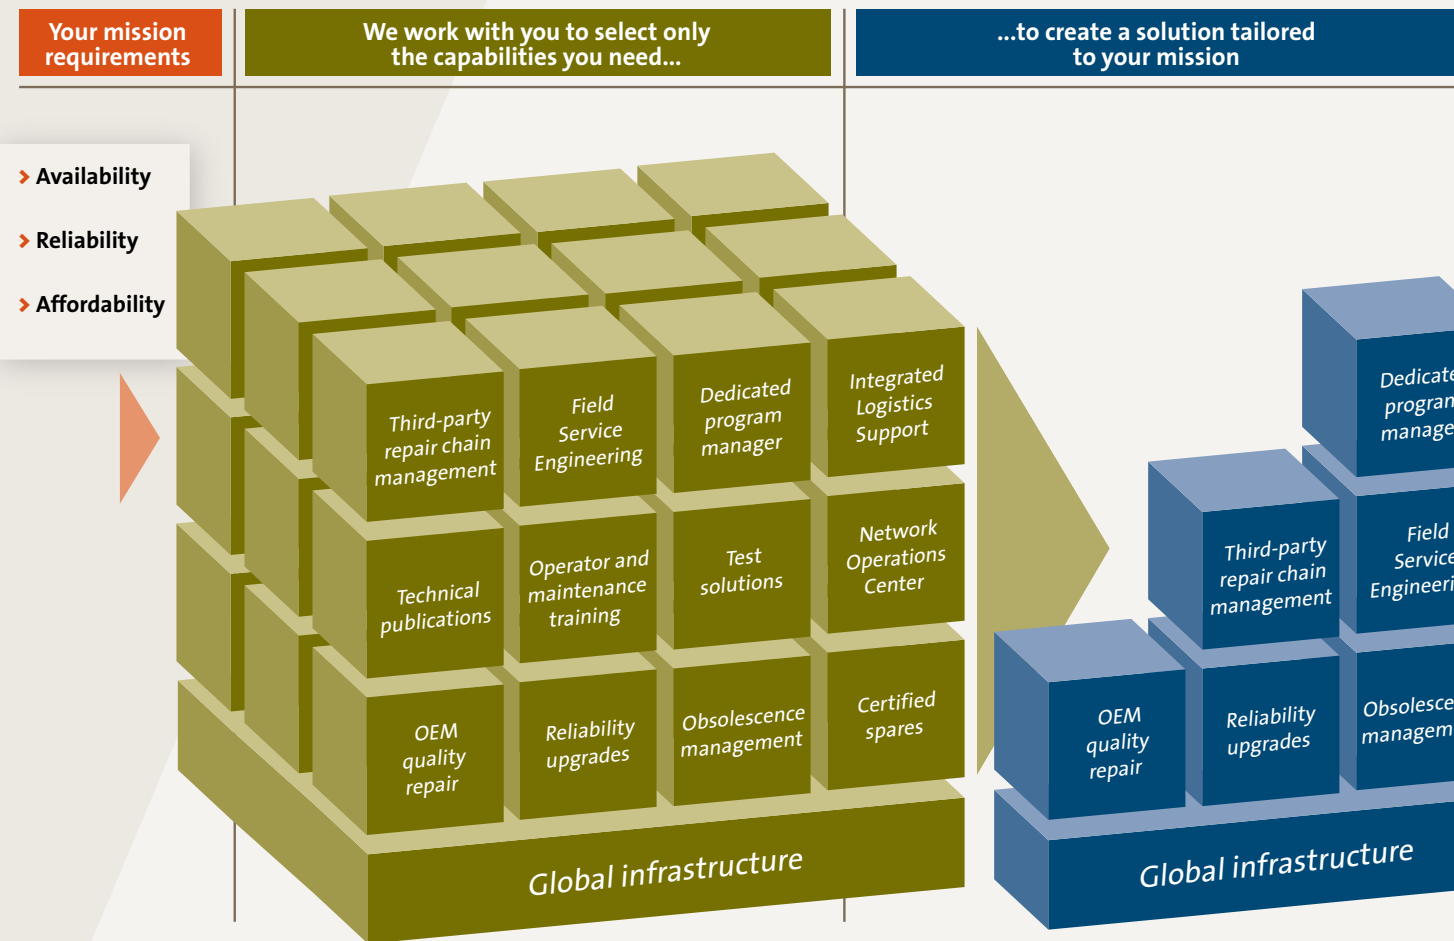 Your mission
requirements
We work with you to select only
the capabilities you need...
...to create a solution tailored
to your mission
Availability
Reliability
Affordability
Third-party
repair chain
management
Field
Service
Engineering
Dedicated
program
manager
Integrated
Logistics
Support
Technical
publications
Operator and
maintenance
training
Test
solutions
Network
Operations
Center
OEM
quality
repair
Reliability
upgrades
Obsolescence
management
Certified
spares
Global infrastructure
Third-party
repair chain
management
Field
OEM
quality
repair
Reliability
upgrades
Global infrastructure